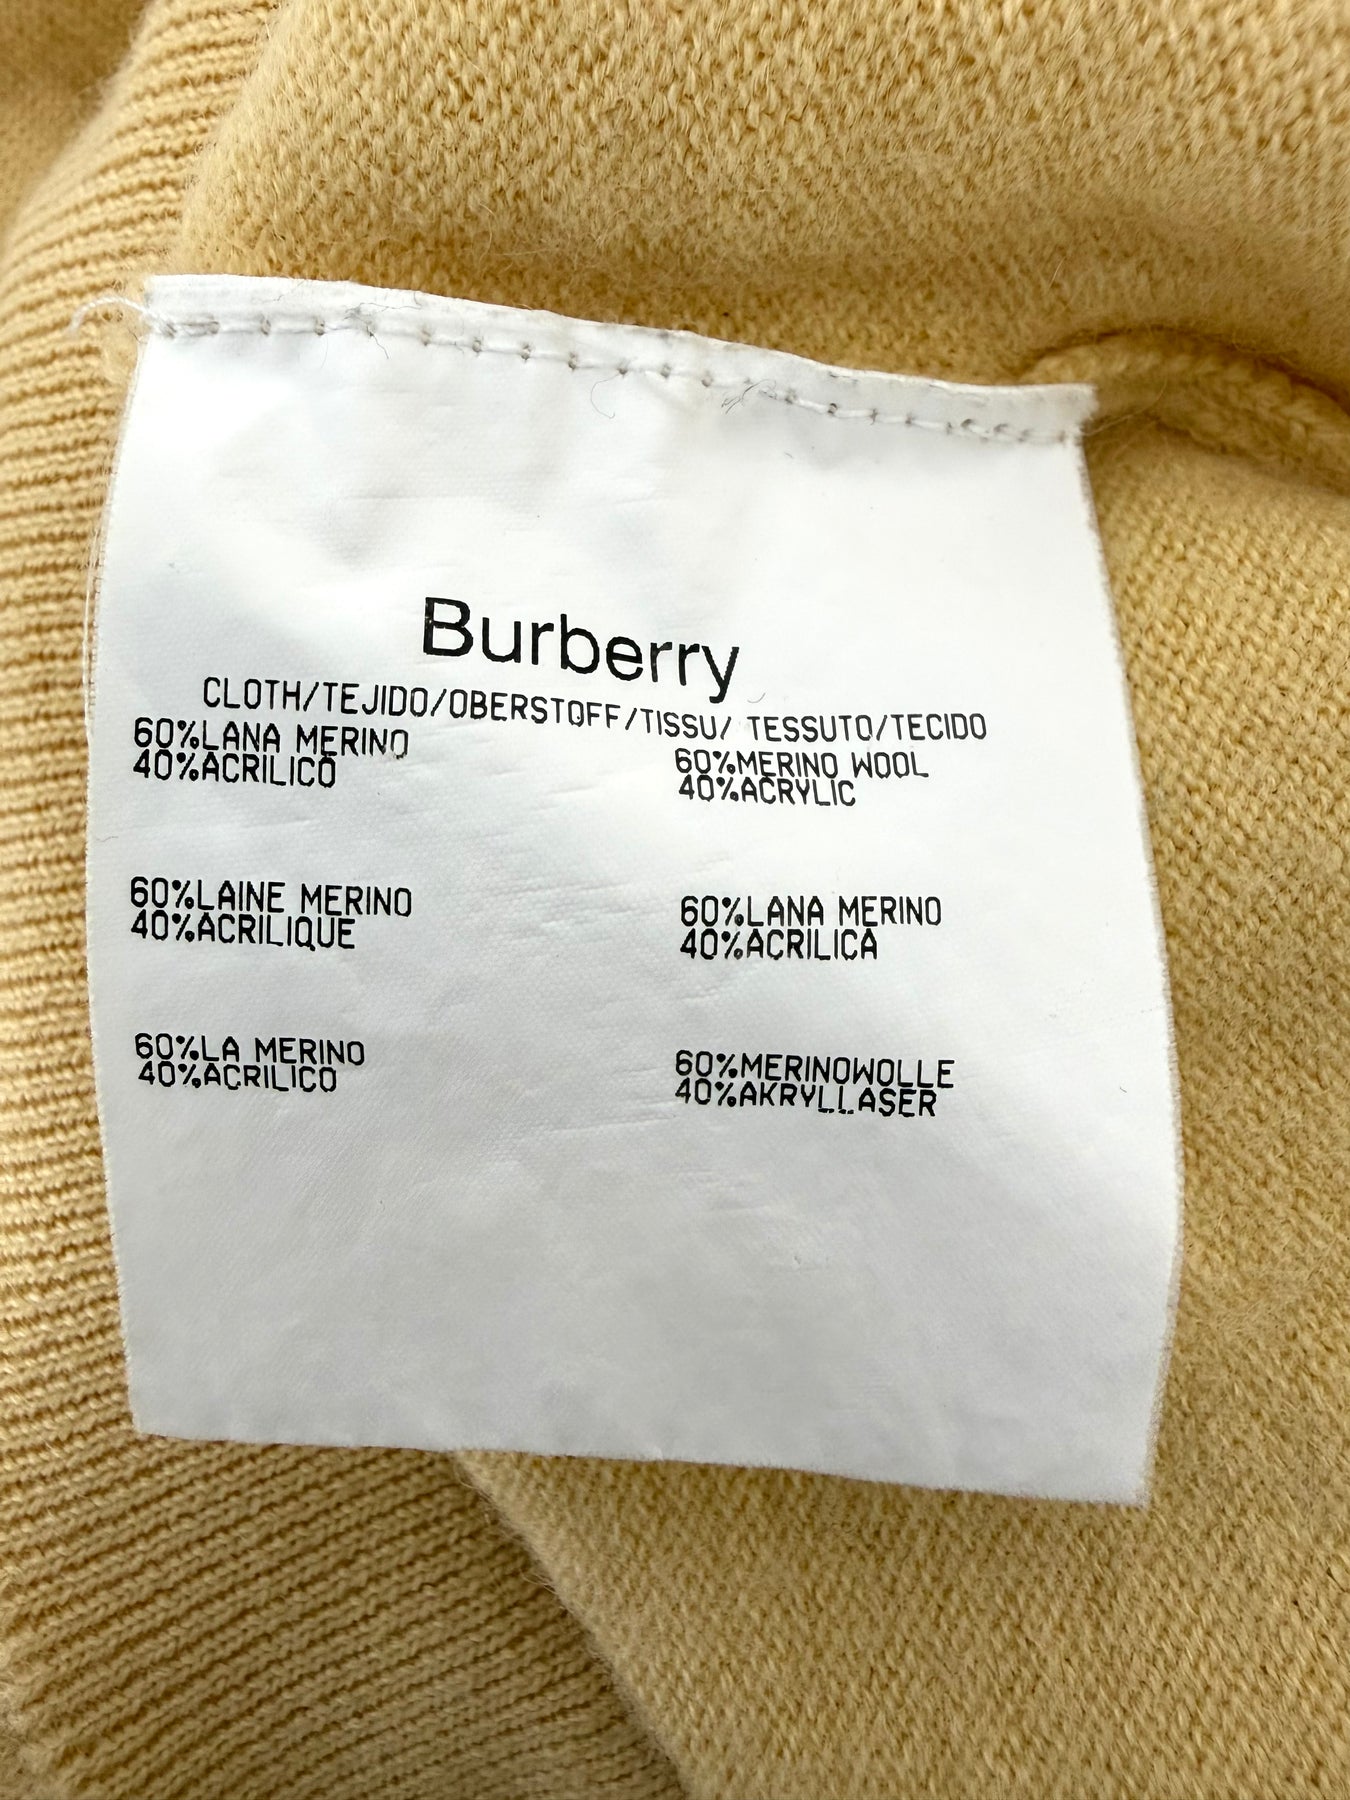 Burberry
CLOTH/TEJIDO/OBERSTOFF/TISSU/ TESSUTO/TECIDO
60%LANA MERINO
40%ACRILICO
60%MERINO WOOL
40%ACRYLIC
60%LAINE MERINO
40%ACRILIQUE
60%LANA MERINO
40%ACRILICA
60%LA MERINO
40%ACRILICO
60%MERINOWOLLE
40%AKRYLLASER